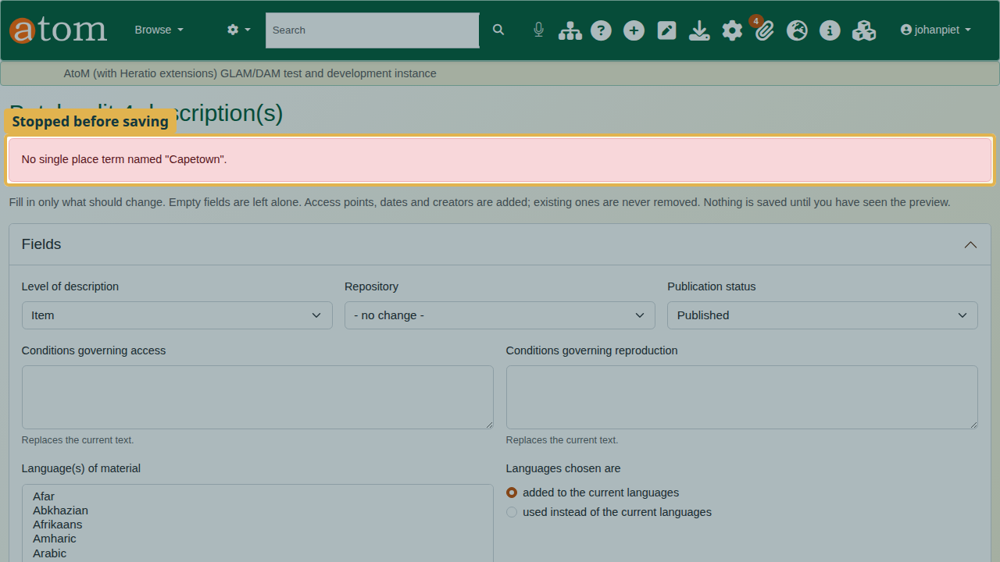 atom
Browse
Search
4
johanpiet
AtoM (with Heratio extensions) GLAM/DAM test and development instance
Stopped before saving
No single place term named "Capetown".
Fill in only what should change. Empty fields are left alone. Access points, dates and creators are added; existing ones are never removed. Nothing is saved until you have seen the preview.
Fields
Level of description
Repository
Publication status
Item
- no change -
Published
Conditions governing access
Conditions governing reproduction
Replaces the current text.
Replaces the current text.
Language(s) of material
Languages chosen are
Afar
Abkhazian
Afrikaans
Amharic
Arabic
added to the current languages
used instead of the current languages